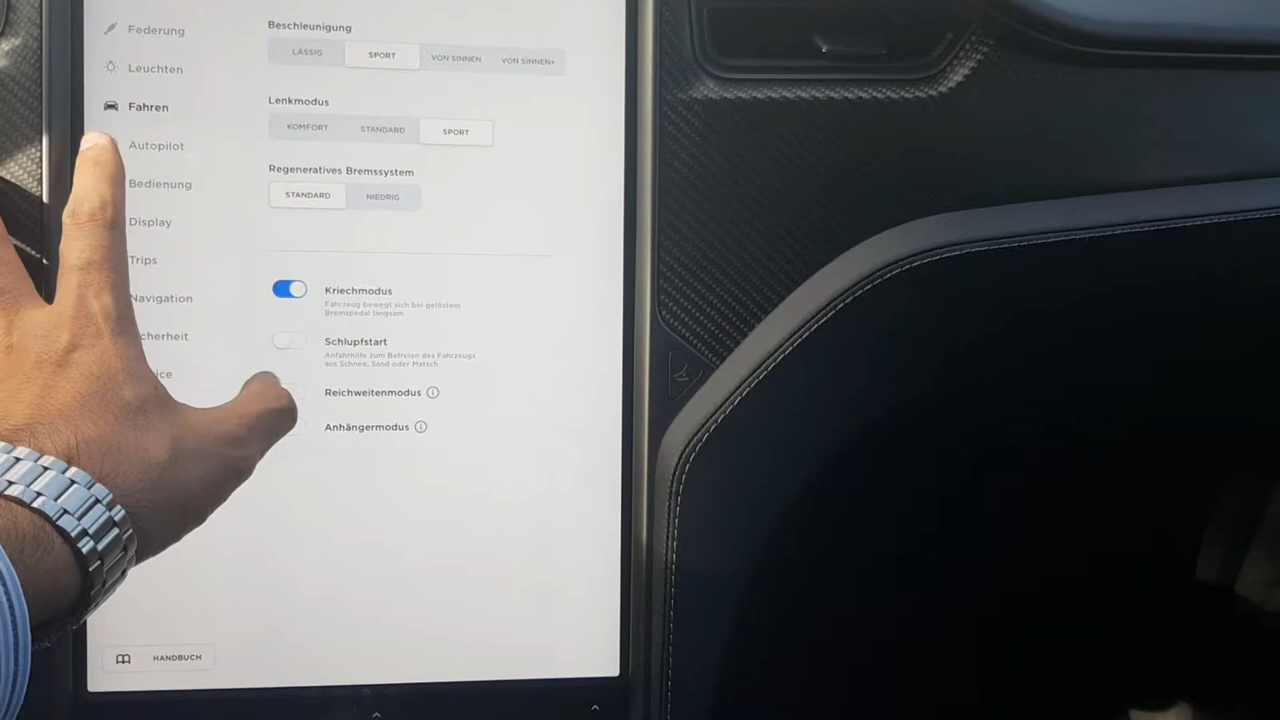 Federung
Leuchten
Fahren
Autopilot
Bedienung
Display
Trips
Navigation
cherheit
ice
HANDBUCH
Beschleunigung
LÄSSIG SPORT VON SINNEN VON SINNEN+
Lenkmodus
KOMFORT STANDARD SPORT
Regeneratives Bremssystem
STANDARD NIEDRIG
Kriechmodus
Fahrzeug bewegt sich bei gelöstem
Bremspedal langsam
Schlupfstart
Anfahrhilfe zum Befreien des Fahrzeugs
aus Schnee, Sand oder Matsch
Reichweitenmodus
Anhängermodus